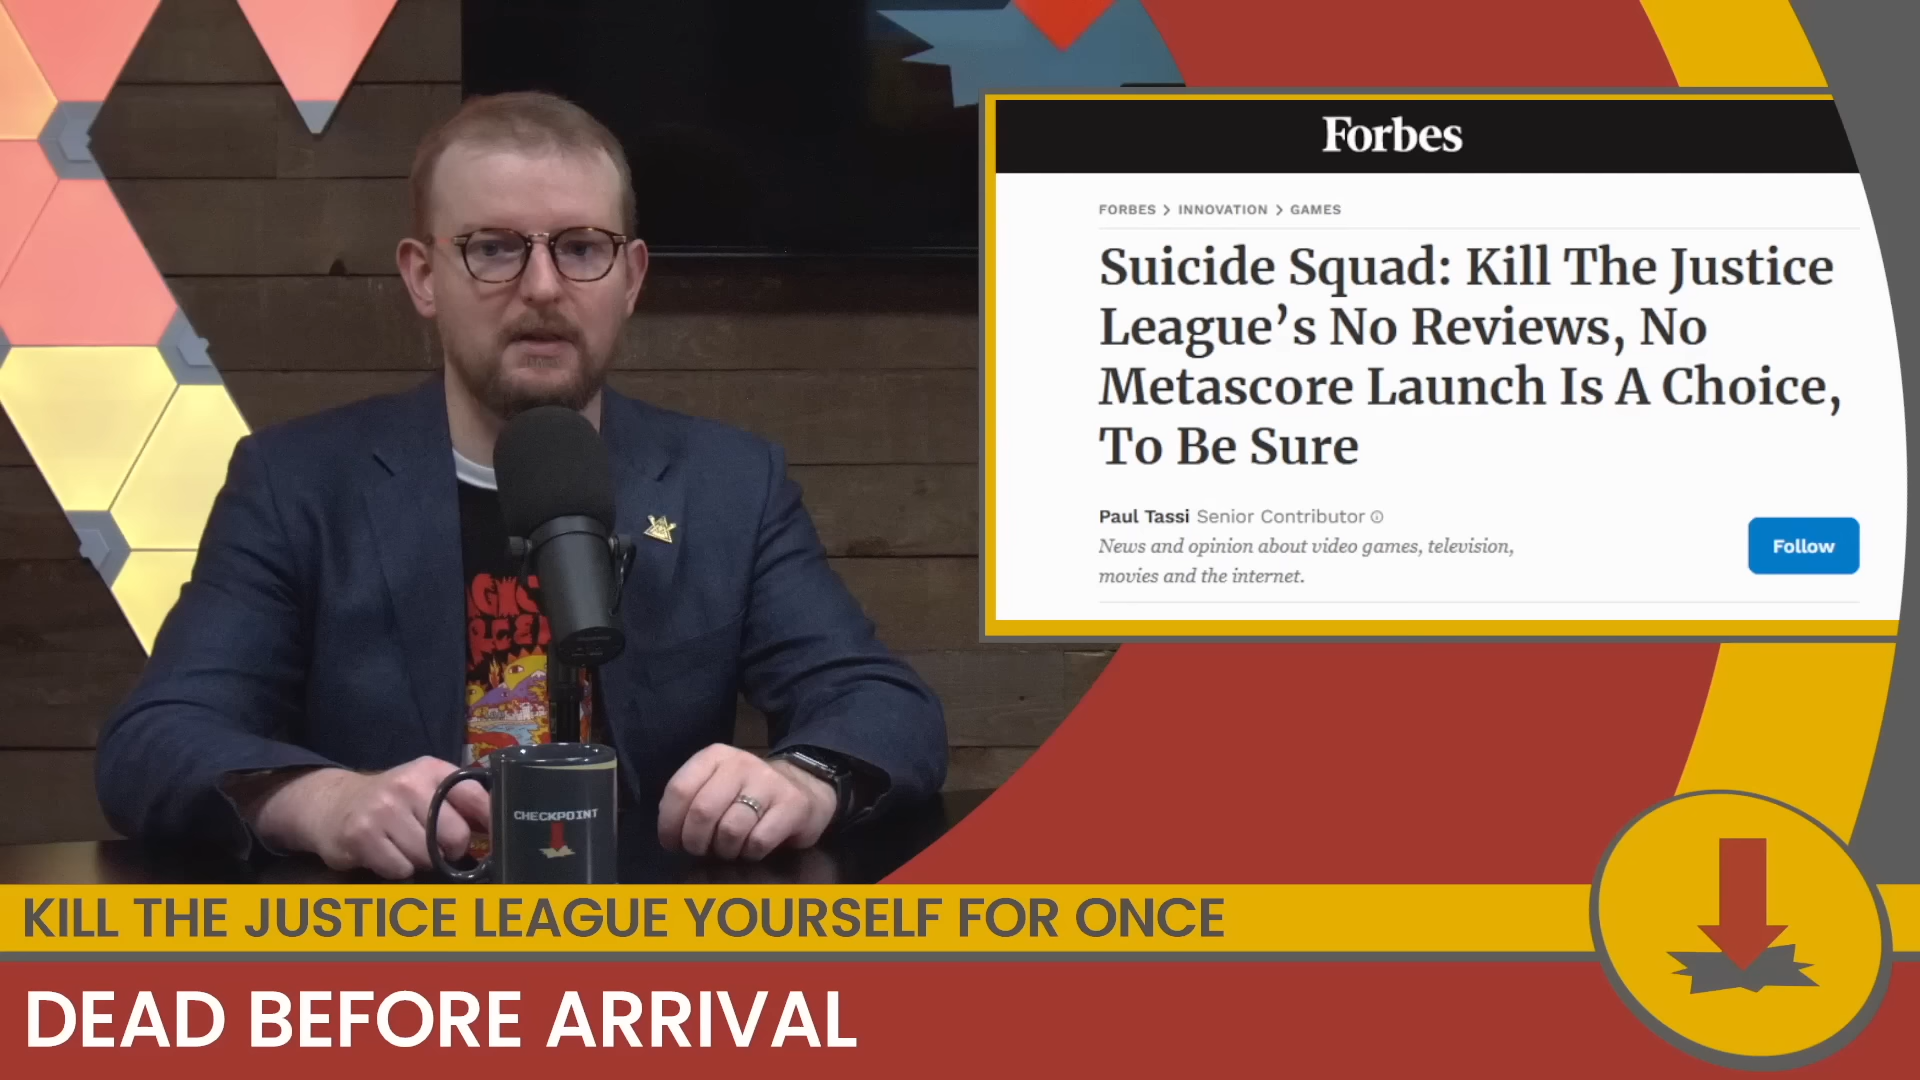 Forbes
FORBES > INNOVATION > GAMES
Suicide Squad: Kill The Justice
League’s No Reviews, No
Metascore Launch Is A Choice,
To Be Sure
Paul Tassi Senior Contributor
News and opinion about video games, television,
movies and the internet.
Follow
CHECKPOINT
KILL THE JUSTICE LEAGUE YOURSELF FOR ONCE
DEAD BEFORE ARRIVAL